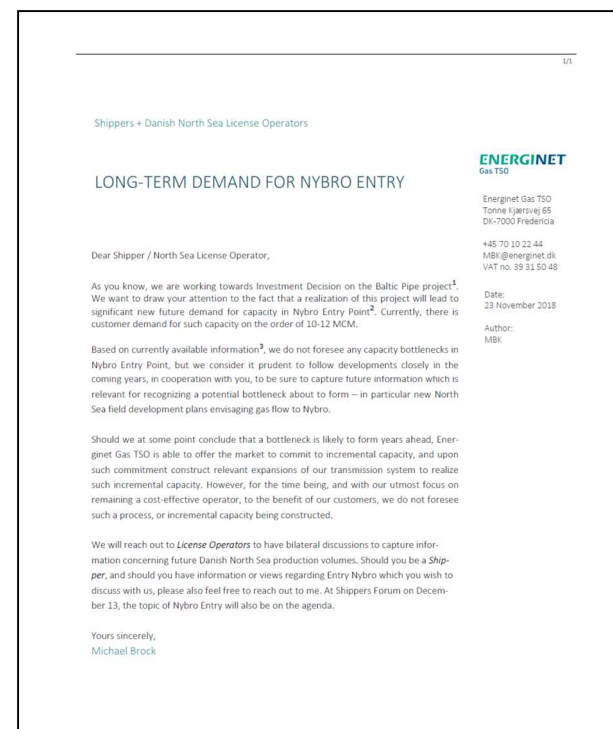 1/1
Shippers + Danish North Sea License Operators
ENERGINET
Gas TSO
LONG-TERM DEMAND FOR NYBRO ENTRY
Energinet Gas TSO
Tonne Kjærsvej 65
DK-7000 Fredericia
+45 70 10 22 44
MBK@energinet.dk
VAT no. 39 31 50 48
Date:
23 November 2018
Author:
MBK
Dear Shipper / North Sea License Operator,
As you know, we are working towards Investment Decision on the Baltic Pipe project¹.
We want to draw your attention to the fact that a realization of this project will lead to
significant new future demand for capacity in Nybro Entry Point². Currently, there is
customer demand for such capacity on the order of 10-12 MCM.
Based on currently available information³, we do not foresee any capacity bottlenecks in
Nybro Entry Point, but we consider it prudent to follow developments closely in the
coming years, in cooperation with you, to be sure to capture future information which is
relevant for recognizing a potential bottleneck about to form – in particular new North
Sea field development plans envisaging gas flow to Nybro.
Should we at some point conclude that a bottleneck is likely to form years ahead, Ener-
ginet Gas TSO is able to offer the market to commit to incremental capacity, and upon
such commitment construct relevant expansions of our transmission system to realize
such incremental capacity. However, for the time being, and with our utmost focus on
remaining a cost-effective operator, to the benefit of our customers, we do not foresee
such a process, or incremental capacity being constructed.
We will reach out to License Operators to have bilateral discussions to capture infor-
mation concerning future Danish North Sea production volumes. Should you be a Ship-
per, and should you have information or views regarding Entry Nybro which you wish to
discuss with us, please also feel free to reach out to me. At Shippers Forum on Decem-
ber 13, the topic of Nybro Entry will also be on the agenda.
Yours sincerely,
Michael Brock